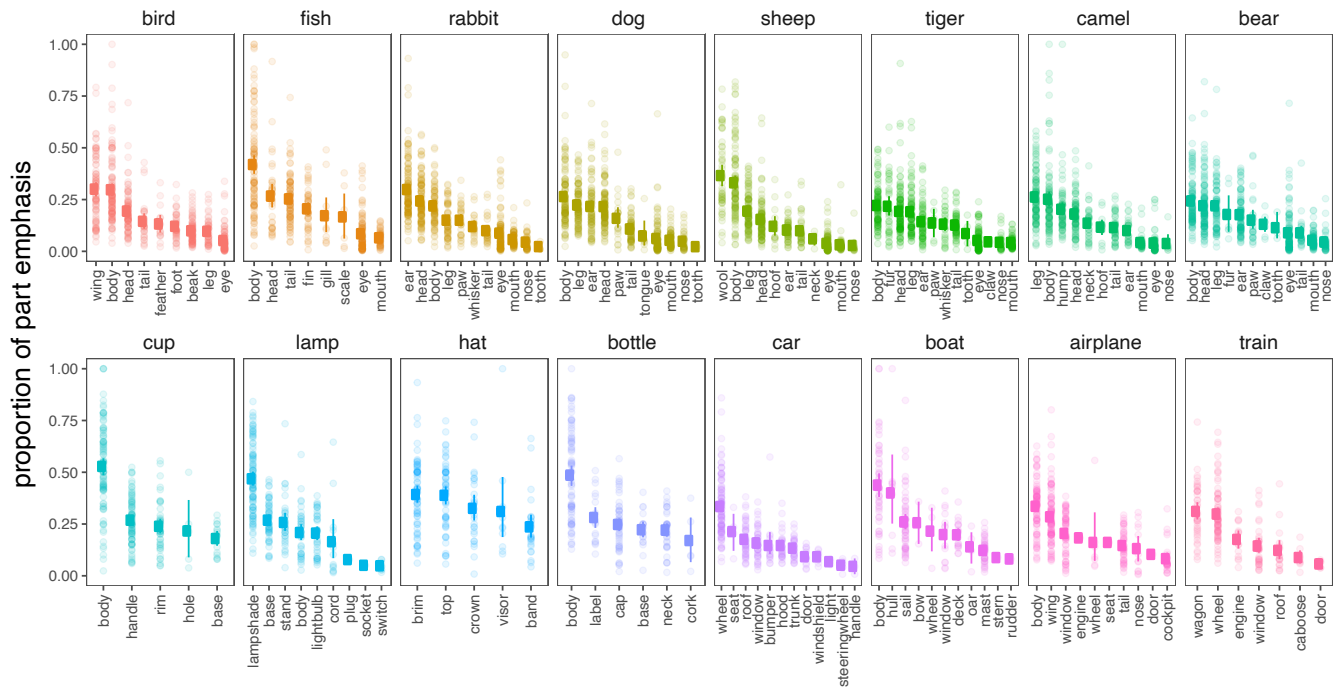 proportion of part emphasis
bird
fish
rabbit
dog
sheep
tiger
camel
bear
1.00
0.75
0.50
0.25
0.00
wing body head tail feather foot beak leg eye
body head tail fin gill scale eye mouth
ear head body leg paw whisker tail eye mouth nose tooth
body leg ear head paw tail tongue eye mouth nose tooth
wool body leg head hoof ear tail neck eye mouth nose
body fur head leg ear paw whisker tail tooth eye claw nose mouth
leg body hump head neck hoof tail ear mouth eye nose
body head leg fur ear paw claw tooth eye tail mouth nose
cup
lamp
hat
bottle
car
boat
airplane
train
1.00
0.75
0.50
0.25
0.00
body handle rim hole base
lampshade base stand body lightbulb cord plug socket switch
brim top crown visor band
body label cap base neck cork
wheel seat roof window bumper hood trunk door windshield light steeringwheel handle
body hull sail bow wheel window deck oar mast stern rudder
body wing window engine wheel seat tail nose door cockpit
wagon wheel engine window roof caboose door